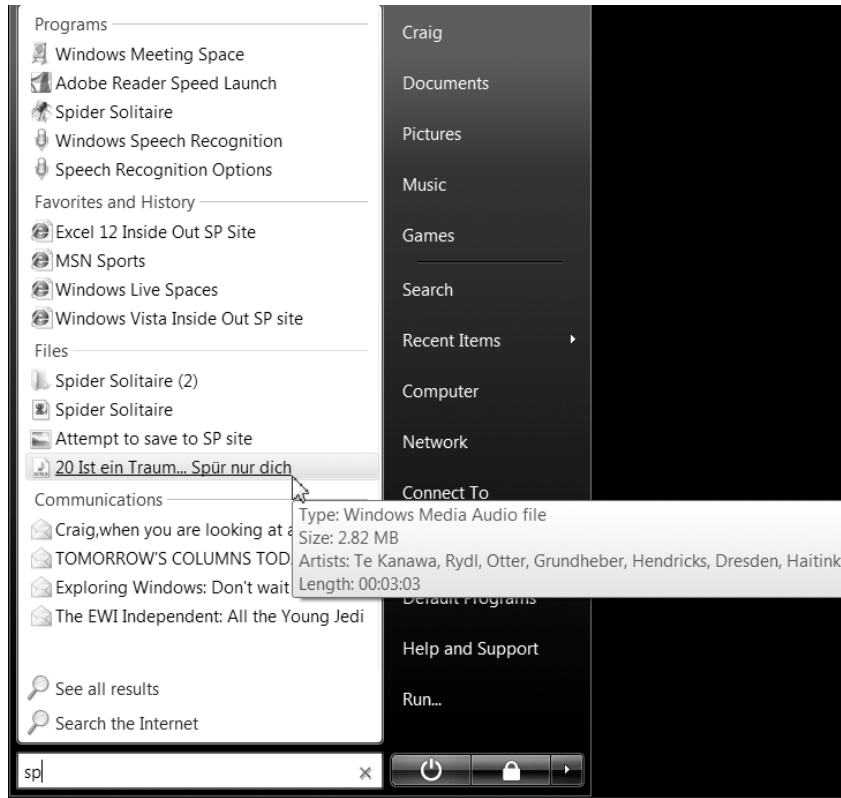 Programs
Windows Meeting Space
Adobe Reader Speed Launch
Spider Solitaire
Windows Speech Recognition
Speech Recognition Options
Favorites and History
Excel 12 Inside Out SP Site
MSN Sports
Windows Live Spaces
Windows Vista Inside Out SP site
Files
Spider Solitaire (2)
Spider Solitaire
Attempt to save to SP site
20 Ist ein Traum... Spür nur dich
Communications
Craig,when you are looking at a
TOMORROW'S COLUMNS TOD
Exploring Windows: Don't wait
The EWI Independent: All the Young Jedi
See all results
Search the Internet
sp
Craig
Documents
Pictures
Music
Games
Search
Recent Items
Computer
Network
Connect To
Type: Windows Media Audio file
Size: 2.82 MB
Artists: Te Kanawa, Rydl, Otter, Grundheber, Hendricks, Dresden, Haitink
Length: 00:03:03
Default Programs
Help and Support
Run...